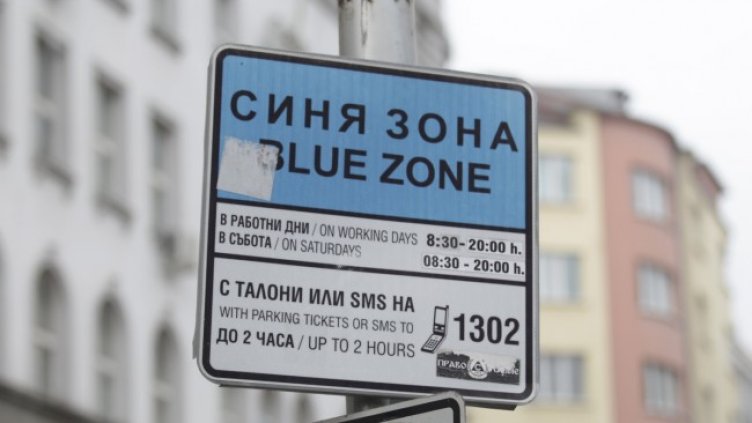 СИНЯ ЗОНА
BLUE ZONE
В РАБОТНИ ДНИ / ON WORKING DAYS 8:30- 20:00 h.
В СЪБОТА / ON SATURDAYS 08:30 - 20:00 h.
С ТАЛОНИ ИЛИ SMS НА
WITH PARKING TICKETS OR SMS TO
ДО 2 ЧАСА / UP TO 2 HOURS
1302
ПРАВО